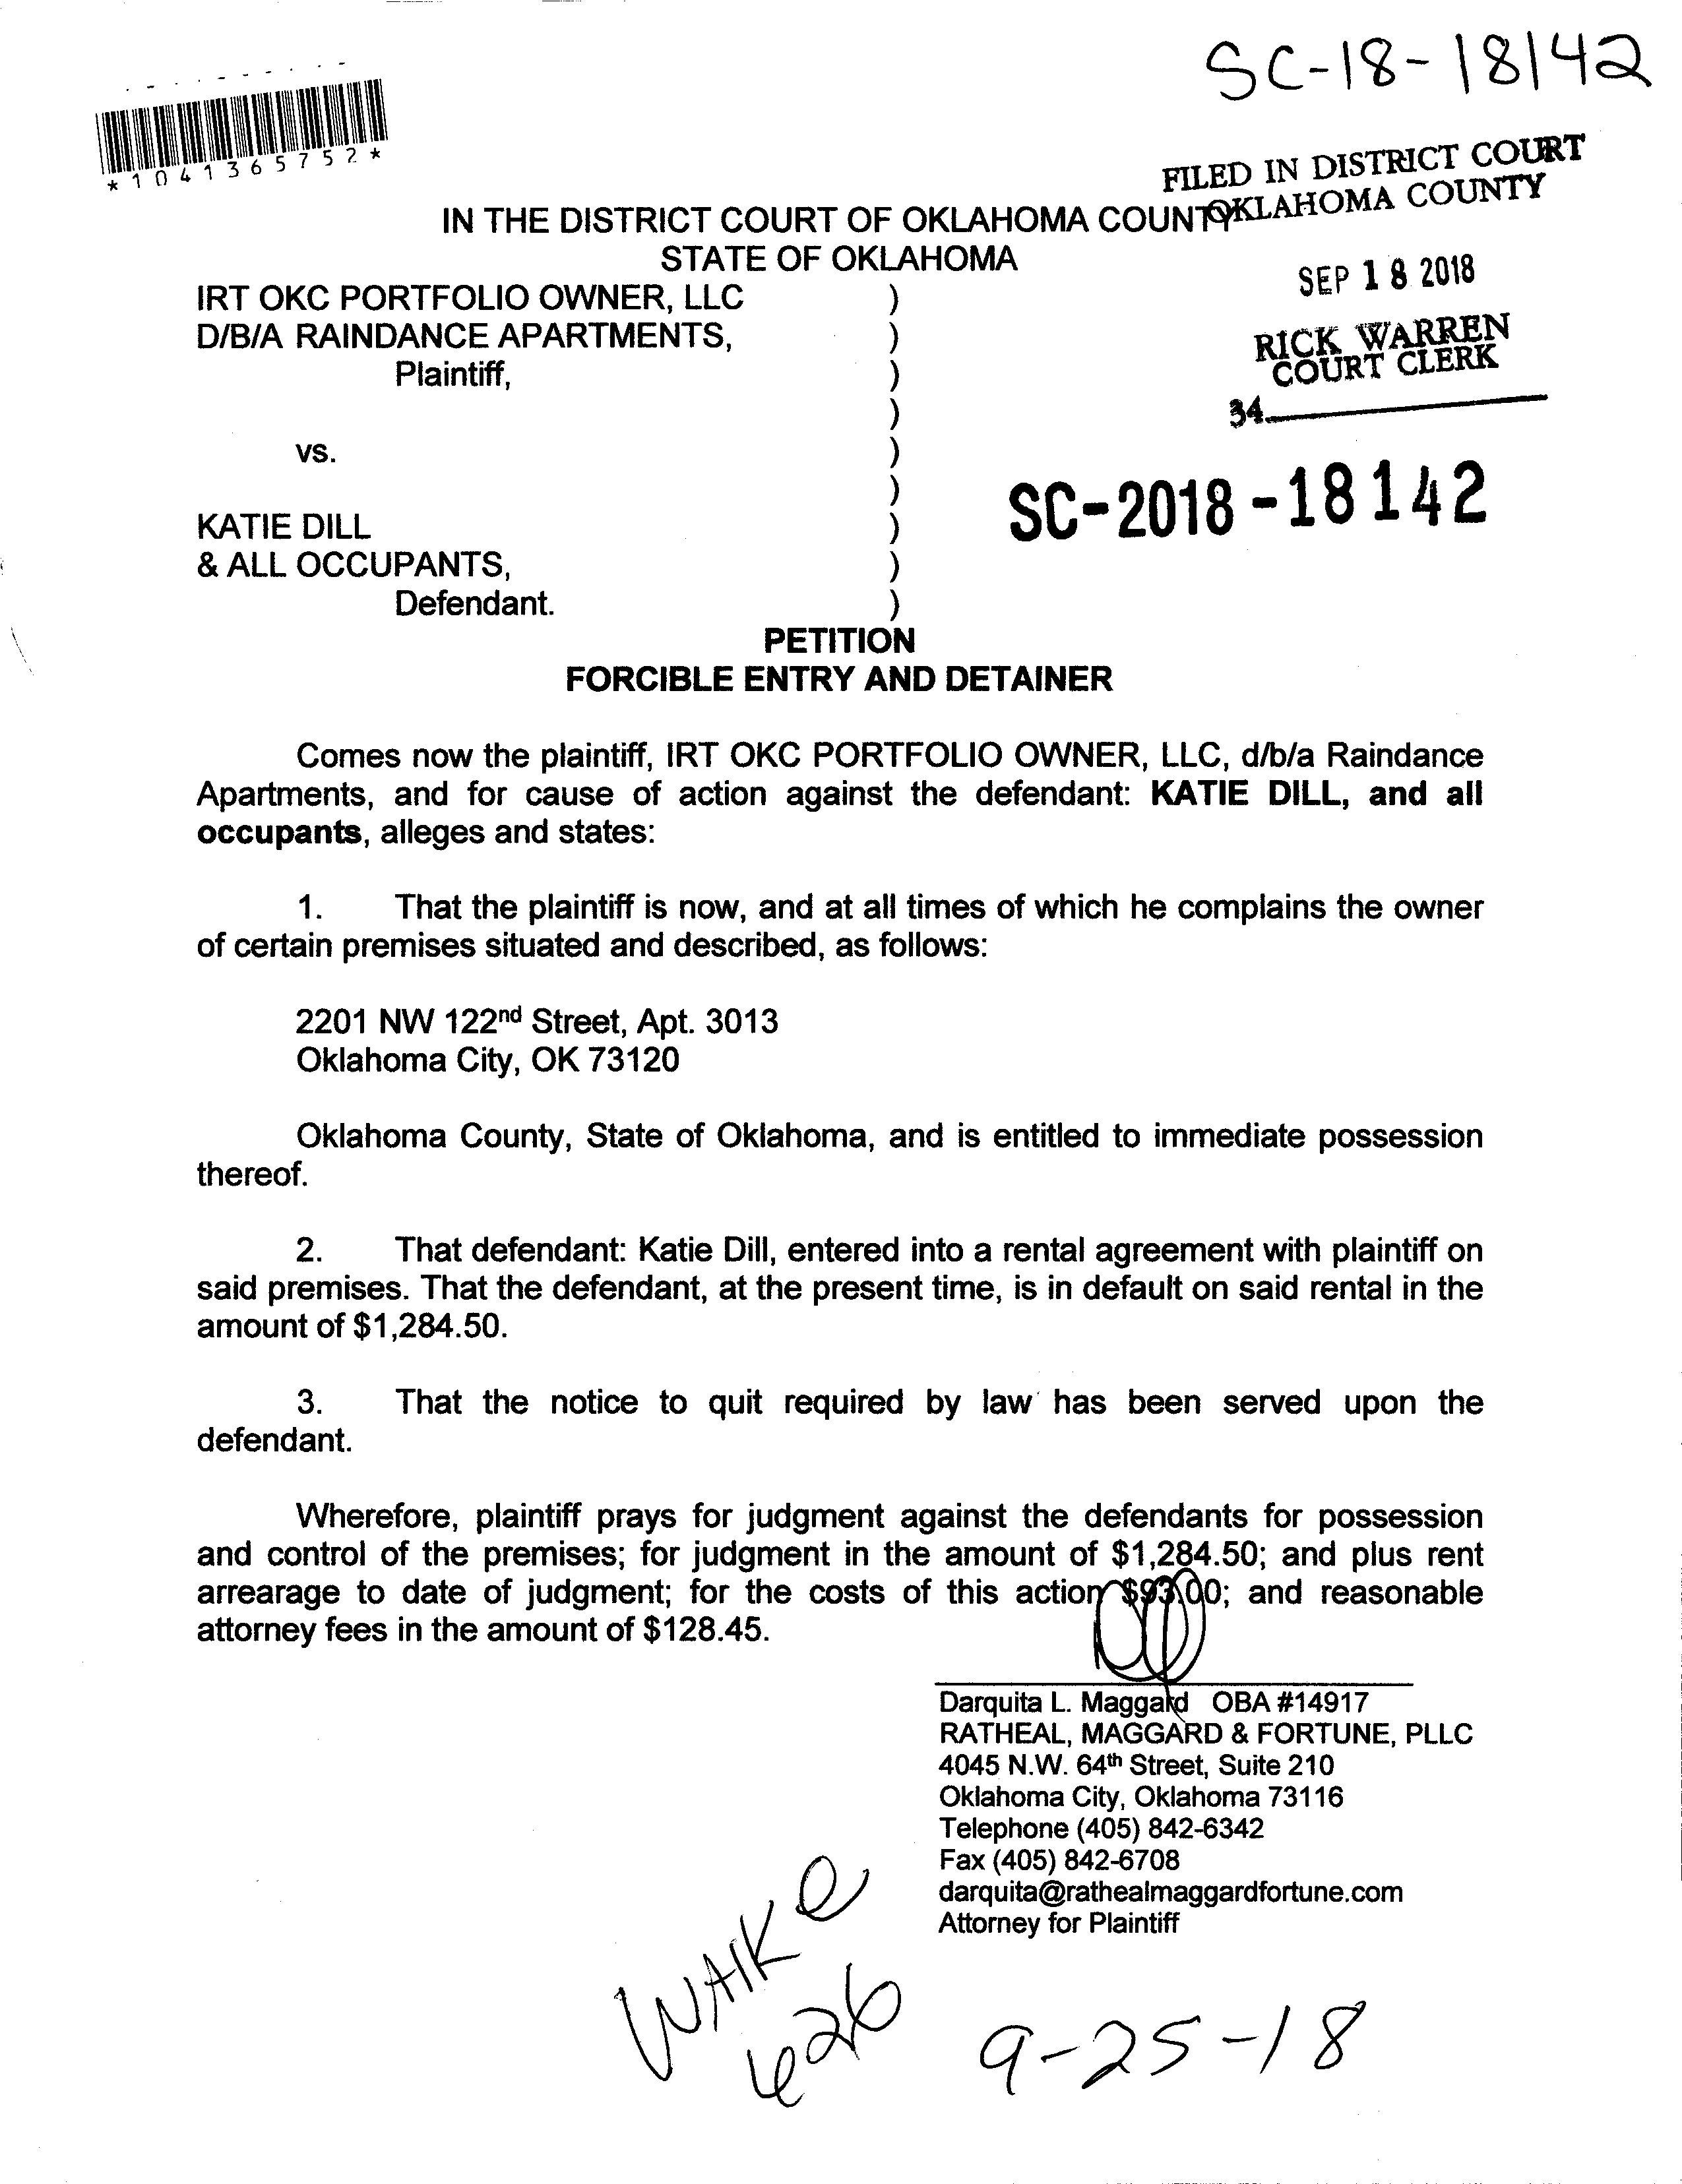 SC-18-18142
*1041365752*
FILED IN DISTRICT COURT
OKLAHOMA COUNTY
IN THE DISTRICT COURT OF OKLAHOMA COUNTY
STATE OF OKLAHOMA
SEP 18 2018
RICK WARREN
COURT CLERK
34
SC-2018-18142
IRT OKC PORTFOLIO OWNER, LLC )
D/B/A RAINDANCE APARTMENTS, )
Plaintiff, )
)
vs. )
)
KATIE DILL )
& ALL OCCUPANTS, )
Defendant. )
PETITION
FORCIBLE ENTRY AND DETAINER
Comes now the plaintiff, IRT OKC PORTFOLIO OWNER, LLC, d/b/a Raindance
Apartments, and for cause of action against the defendant: KATIE DILL, and all
occupants, alleges and states:
1. That the plaintiff is now, and at all times of which he complains the owner
of certain premises situated and described, as follows:
2201 NW 122nd Street, Apt. 3013
Oklahoma City, OK 73120
Oklahoma County, State of Oklahoma, and is entitled to immediate possession
thereof.
2. That defendant: Katie Dill, entered into a rental agreement with plaintiff on
said premises. That the defendant, at the present time, is in default on said rental in the
amount of $1,284.50.
3. That the notice to quit required by law has been served upon the
defendant.
Wherefore, plaintiff prays for judgment against the defendants for possession
and control of the premises; for judgment in the amount of $1,284.50; and plus rent
arrearage to date of judgment; for the costs of this action $93.00; and reasonable
attorney fees in the amount of $128.45.
Darquita L. Maggard OBA #14917
RATHEAL, MAGGARD & FORTUNE, PLLC
4045 N.W. 64th Street, Suite 210
Oklahoma City, Oklahoma 73116
Telephone (405) 842-6342
Fax (405) 842-6708
darquita@rathealmaggardfortune.com
Attorney for Plaintiff
9-25-18